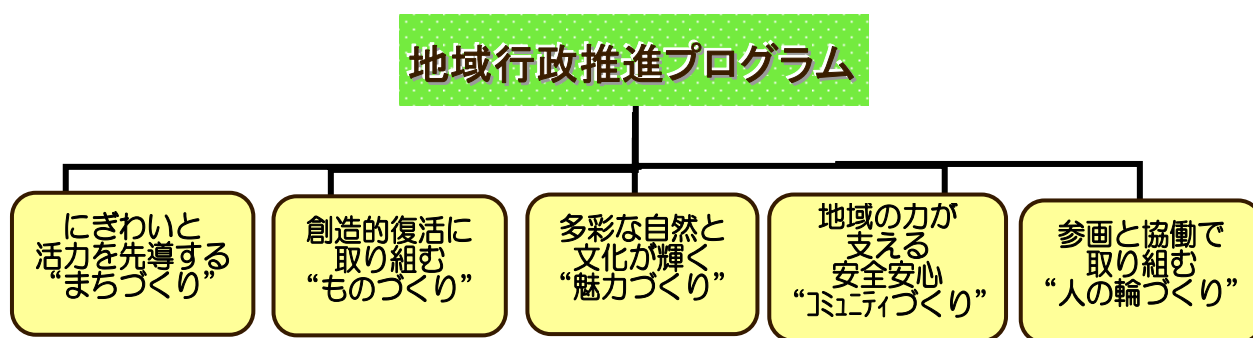 地域行政推進プログラム
にぎわいと
活力を先導する
“まちづくり”
創造的復活に
取り組む
“ものづくり”
多彩な自然と
文化が輝く
“魅力づくり”
地域の力が
支える
安全安心
“ｺﾐｭﾆﾃｨづくり”
参画と協働で
取り組む
“人の輪づくり”